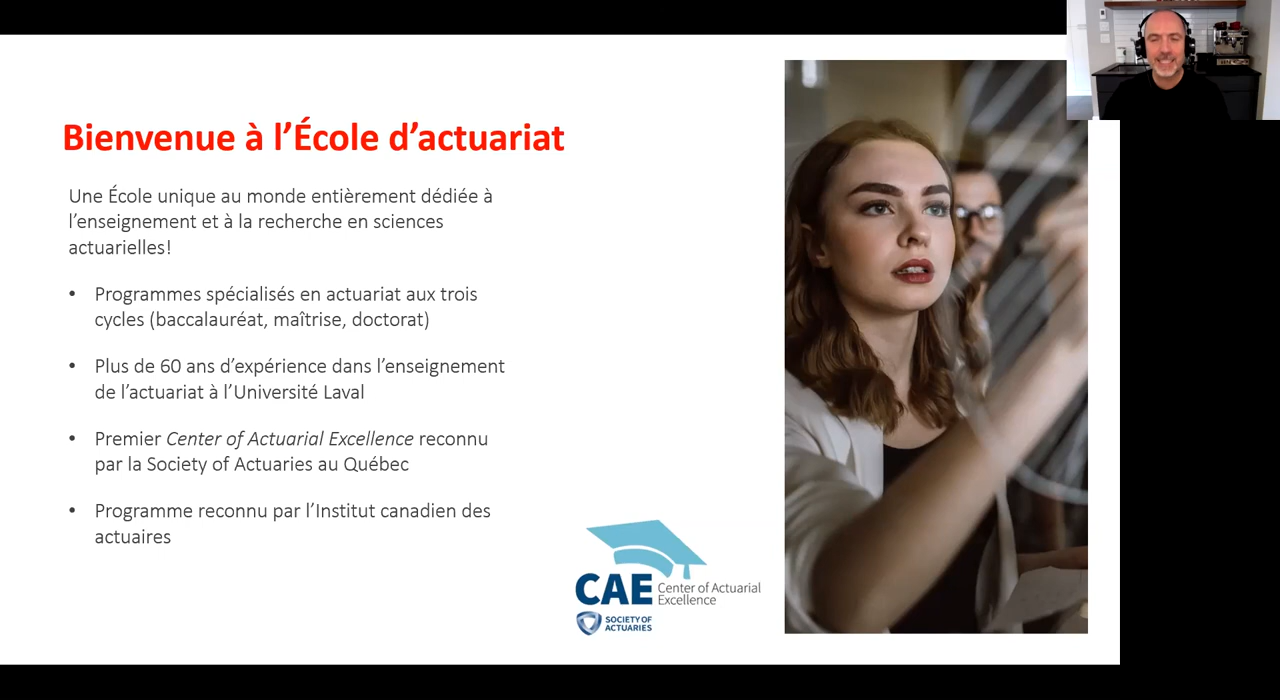 Bienvenue à l’École d’actuariat
Une École unique au monde entièrement dédiée à
l’enseignement et à la recherche en sciences
actuarielles!
• Programmes spécialisés en actuariat aux trois
cycles (baccalauréat, maîtrise, doctorat)
• Plus de 60 ans d’expérience dans l’enseignement
de l’actuariat à l’Université Laval
• Premier Center of Actuarial Excellence reconnu
par la Society of Actuaries au Québec
• Programme reconnu par l’Institut canadien des
actuaires
CAE Center of Actuarial
Excellence
SOCIETY OF
ACTUARIES